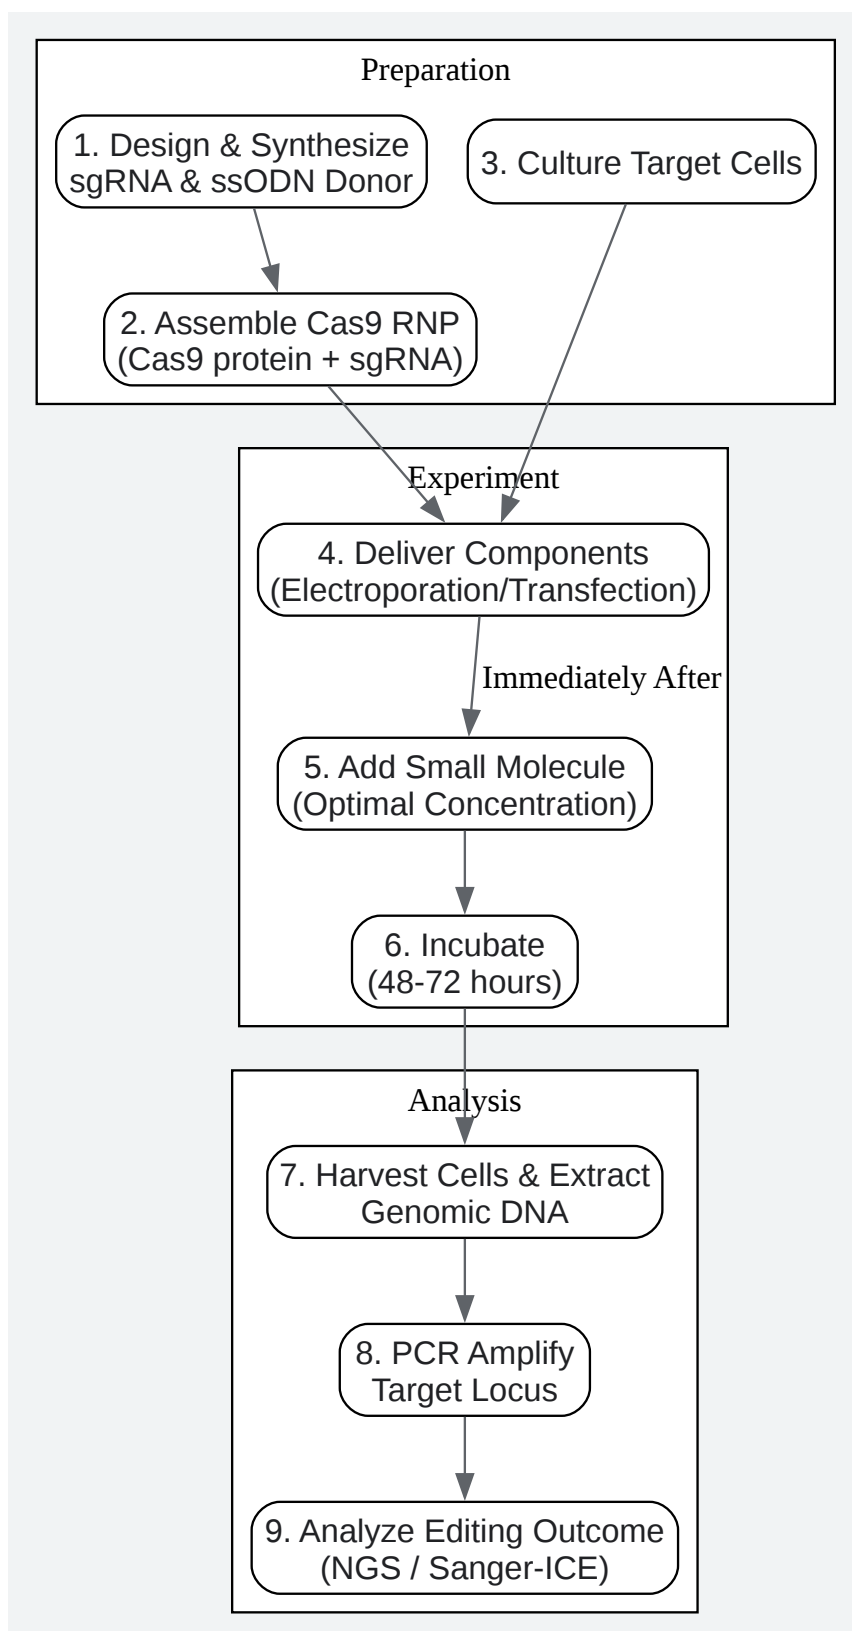 Preparation
1. Design & Synthesize
sgRNA & ssODN Donor
3. Culture Target Cells
2. Assemble Cas9 RNP
(Cas9 protein + sgRNA)
Experiment
4. Deliver Components
(Electroporation/Transfection)
Immediately After
5. Add Small Molecule
(Optimal Concentration)
6. Incubate
(48-72 hours)
Analysis
7. Harvest Cells & Extract
Genomic DNA
8. PCR Amplify
Target Locus
9. Analyze Editing Outcome
(NGS / Sanger-ICE)